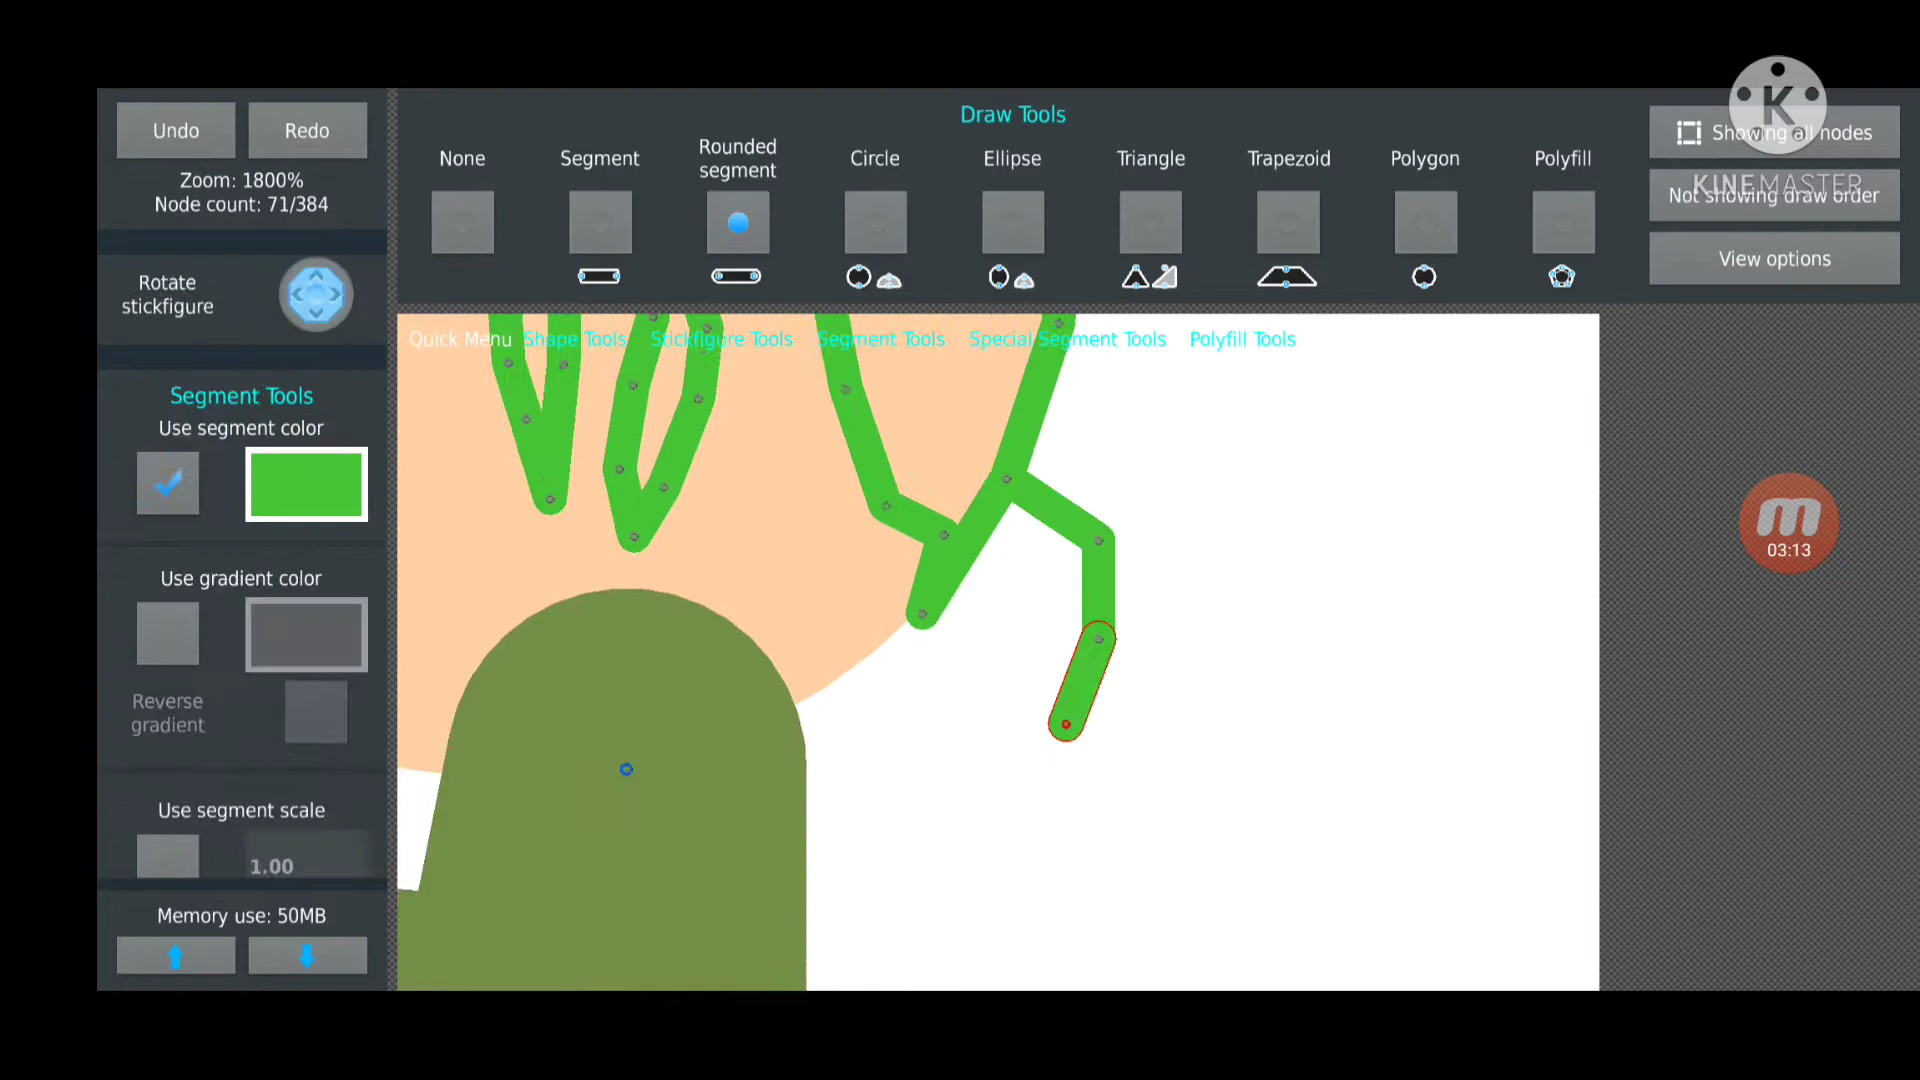 Undo Redo
Zoom: 1800%
Node count: 71/384
Rotate
stickfigure
Segment Tools
Use segment color
Use gradient color
Reverse
gradient
Use segment scale
1.00
Memory use: 50MB
Draw Tools
None
Segment
Rounded
segment
Circle
Ellipse
Triangle
Trapezoid
Polygon
Polyfill
Quick Menu Shape Tools Stickfigure Tools Segment Tools Special Segment Tools Polyfill Tools
K
Showing all nodes
KINEMASTER
Not showing draw order
View options
m
03:13